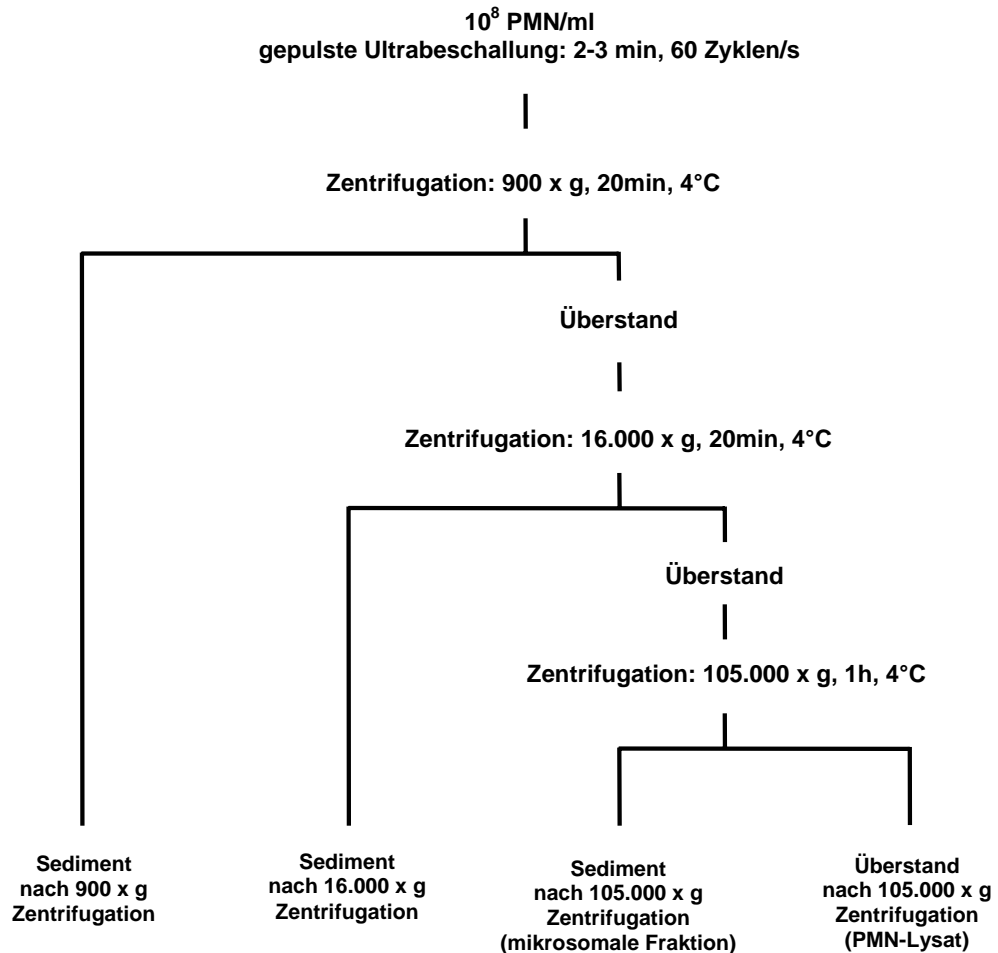 10⁸ PMN/ml
gepulste Ultrabeschallung: 2-3 min, 60 Zyklen/s
Zentrifugation: 900 x g, 20min, 4°C
Überstand
Zentrifugation: 16.000 x g, 20min, 4°C
Überstand
Zentrifugation: 105.000 x g, 1h, 4°C
Sediment
nach 900 x g
Zentrifugation
Sediment
nach 16.000 x g
Zentrifugation
Sediment
nach 105.000 x g
Zentrifugation
(mikrosomale Fraktion)
Überstand
nach 105.000 x g
Zentrifugation
(PMN-Lysat)